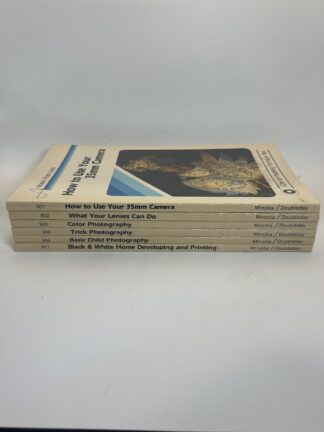 How to Use Your
35mm Camera
901 How to Use Your 35mm Camera Minolta/Doubleday
902 What Your Lenses Can Do Minolta/Doubleday
905 Color Photography Minolta/Doubleday
Trick Photography Minolta/Doubleday
Basic Child Photography Minolta/Doubleday
911 Black & White Home Developing and Printing Minolta/Doubleday